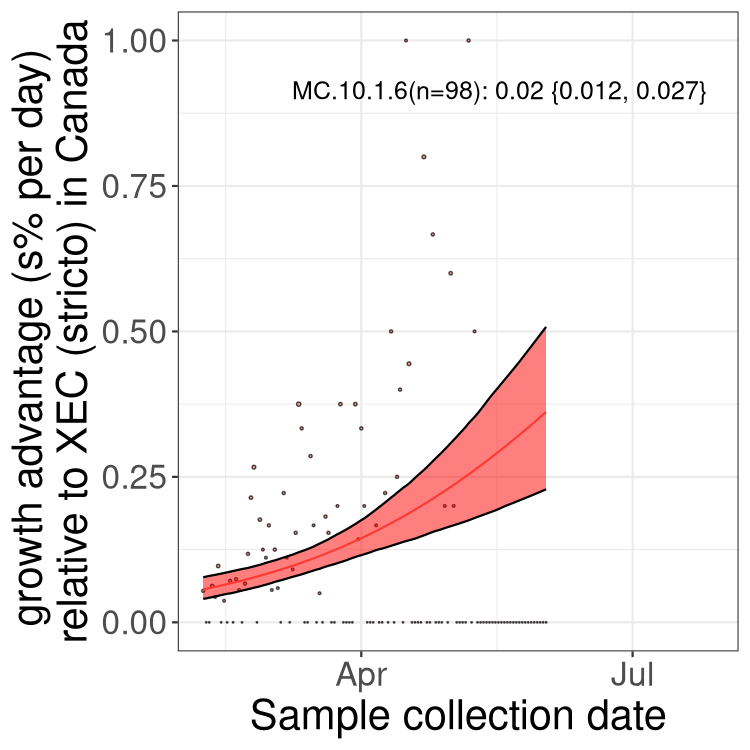 growth advantage (s% per day)
relative to XEC (stricto) in Canada
1.00
0.75
0.50
0.25
0.00
MC.10.1.6(n=98): 0.02 {0.012, 0.027}
Apr
Jul
Sample collection date